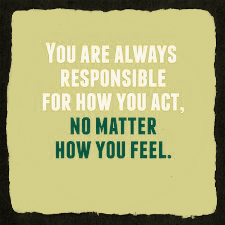 YOU ARE ALWAYS
RESPONSIBLE
FOR HOW YOU ACT,
NO MATTER
HOW YOU FEEL.